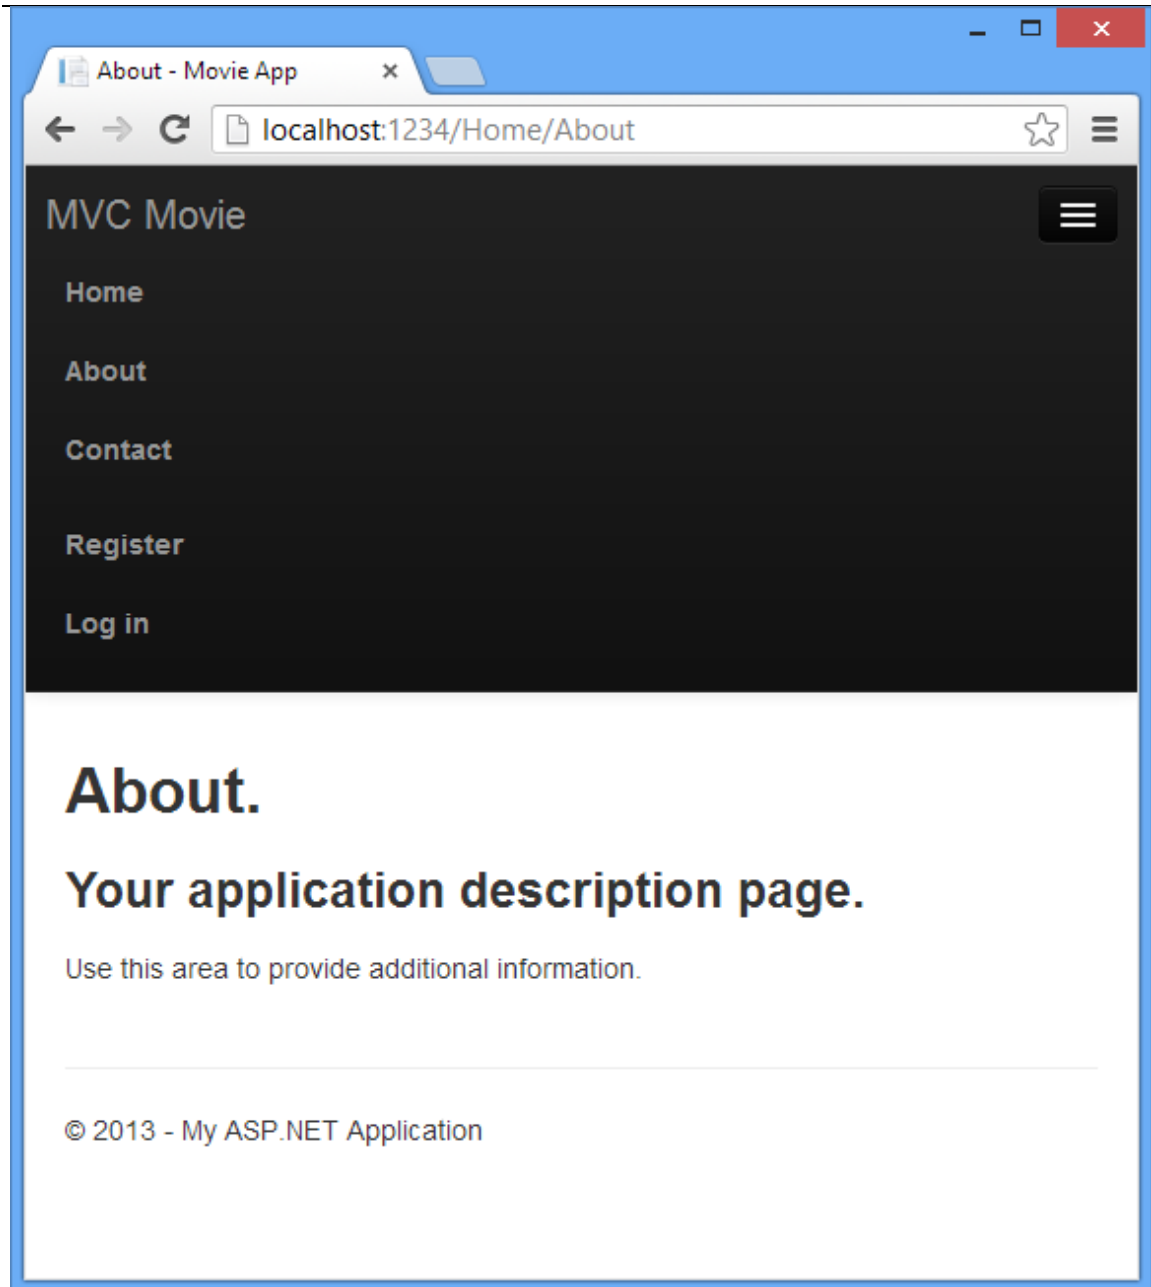 About - Movie App
localhost:1234/Home/About
MVC Movie
Home
About
Contact
Register
Log in
About.
Your application description page.
Use this area to provide additional information.
© 2013 - My ASP.NET Application